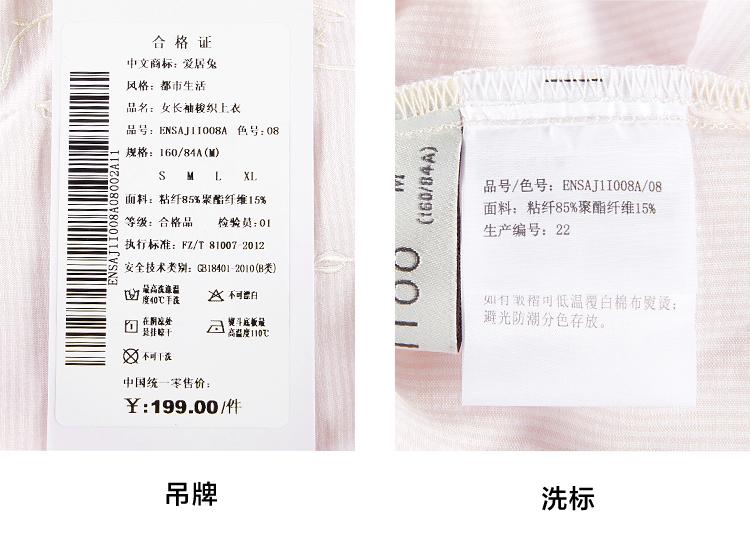 合格证
中文商标：爱居兔
风格：都市生活
品名：女长袖梭织上衣
品号：ENSAJ1I008A 色号：08
规格：160/84A(M)
S M L XL
面料：粘纤85%聚酯纤维15%
等级：合格品 检验员：01
执行标准：FZ/T 81007-2012
安全技术类别：GB18401-2010(B类)
最高洗涤温
度40℃手洗
不可漂白
在阴凉处
悬挂晾干
熨斗底板最
高温度110℃
不可干洗
中国统一零售价：
¥:199.00/件
ENSAJ1I008A08002A11
吊牌
M
(160/84A)
品号/色号：ENSAJ1I008A/08
面料：粘纤85%聚酯纤维15%
生产编号：22
如有皱褶可低温覆白棉布熨烫；
避光防潮分色存放。
洗标